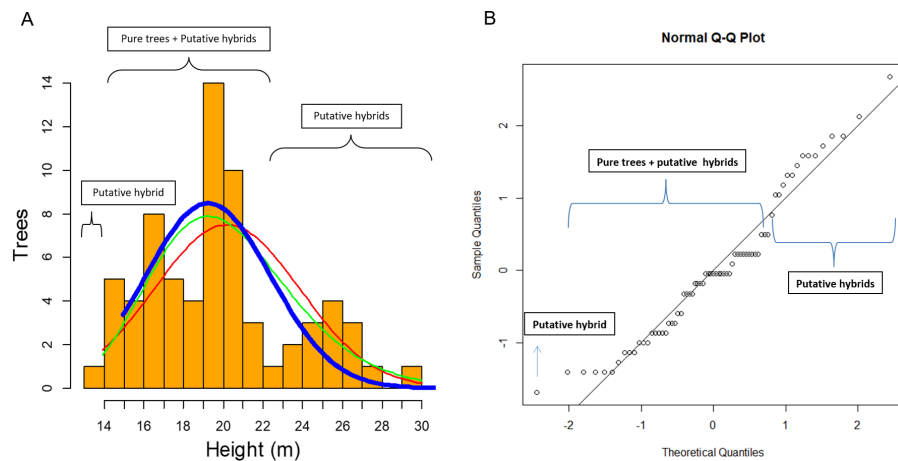 A
Pure trees + Putative hybrids
Putative hybrids
Putative hybrid
Trees
14
12
10
8
6
4
2
0
14 16 18 20 22 24 26 28 30
Height (m)
B
Normal Q-Q Plot
Pure trees + putative hybrids
Putative hybrids
Putative hybrid
Sample Quantiles
2
1
0
-1
-2 -1 0 1 2
Theoretical Quantiles